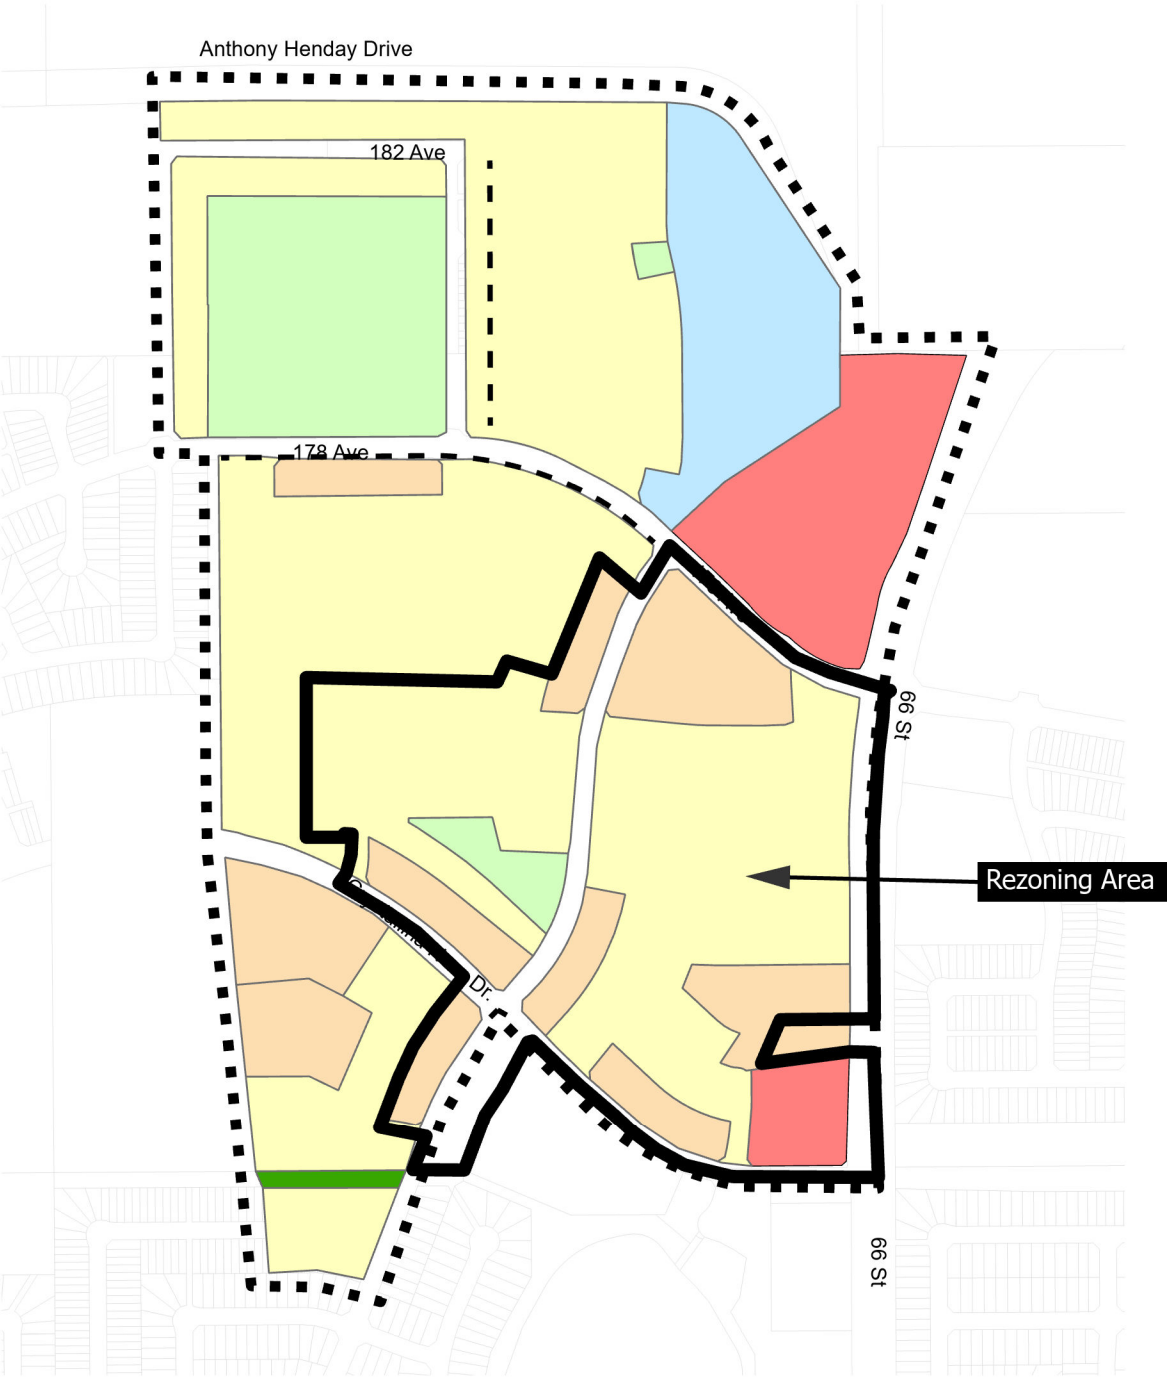 Anthony Henday Drive
182 Ave
178 Ave
66 St
Rezoning Area
Dr.
66 St